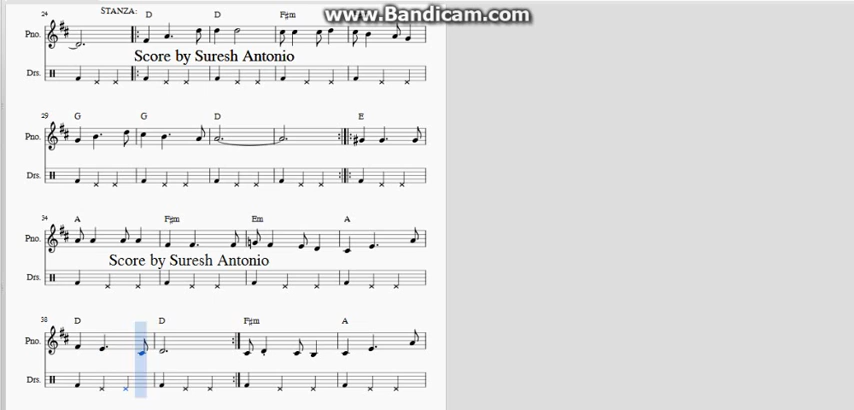 www.Bandicam.com
24 STANZA: D D F♯m
Pno.
Score by Suresh Antonio
Drs.
29 G G D E
Pno.
Drs.
34 A F♯m Em A
Pno.
Score by Suresh Antonio
Drs.
38 D D F♯m A
Pno.
Drs.